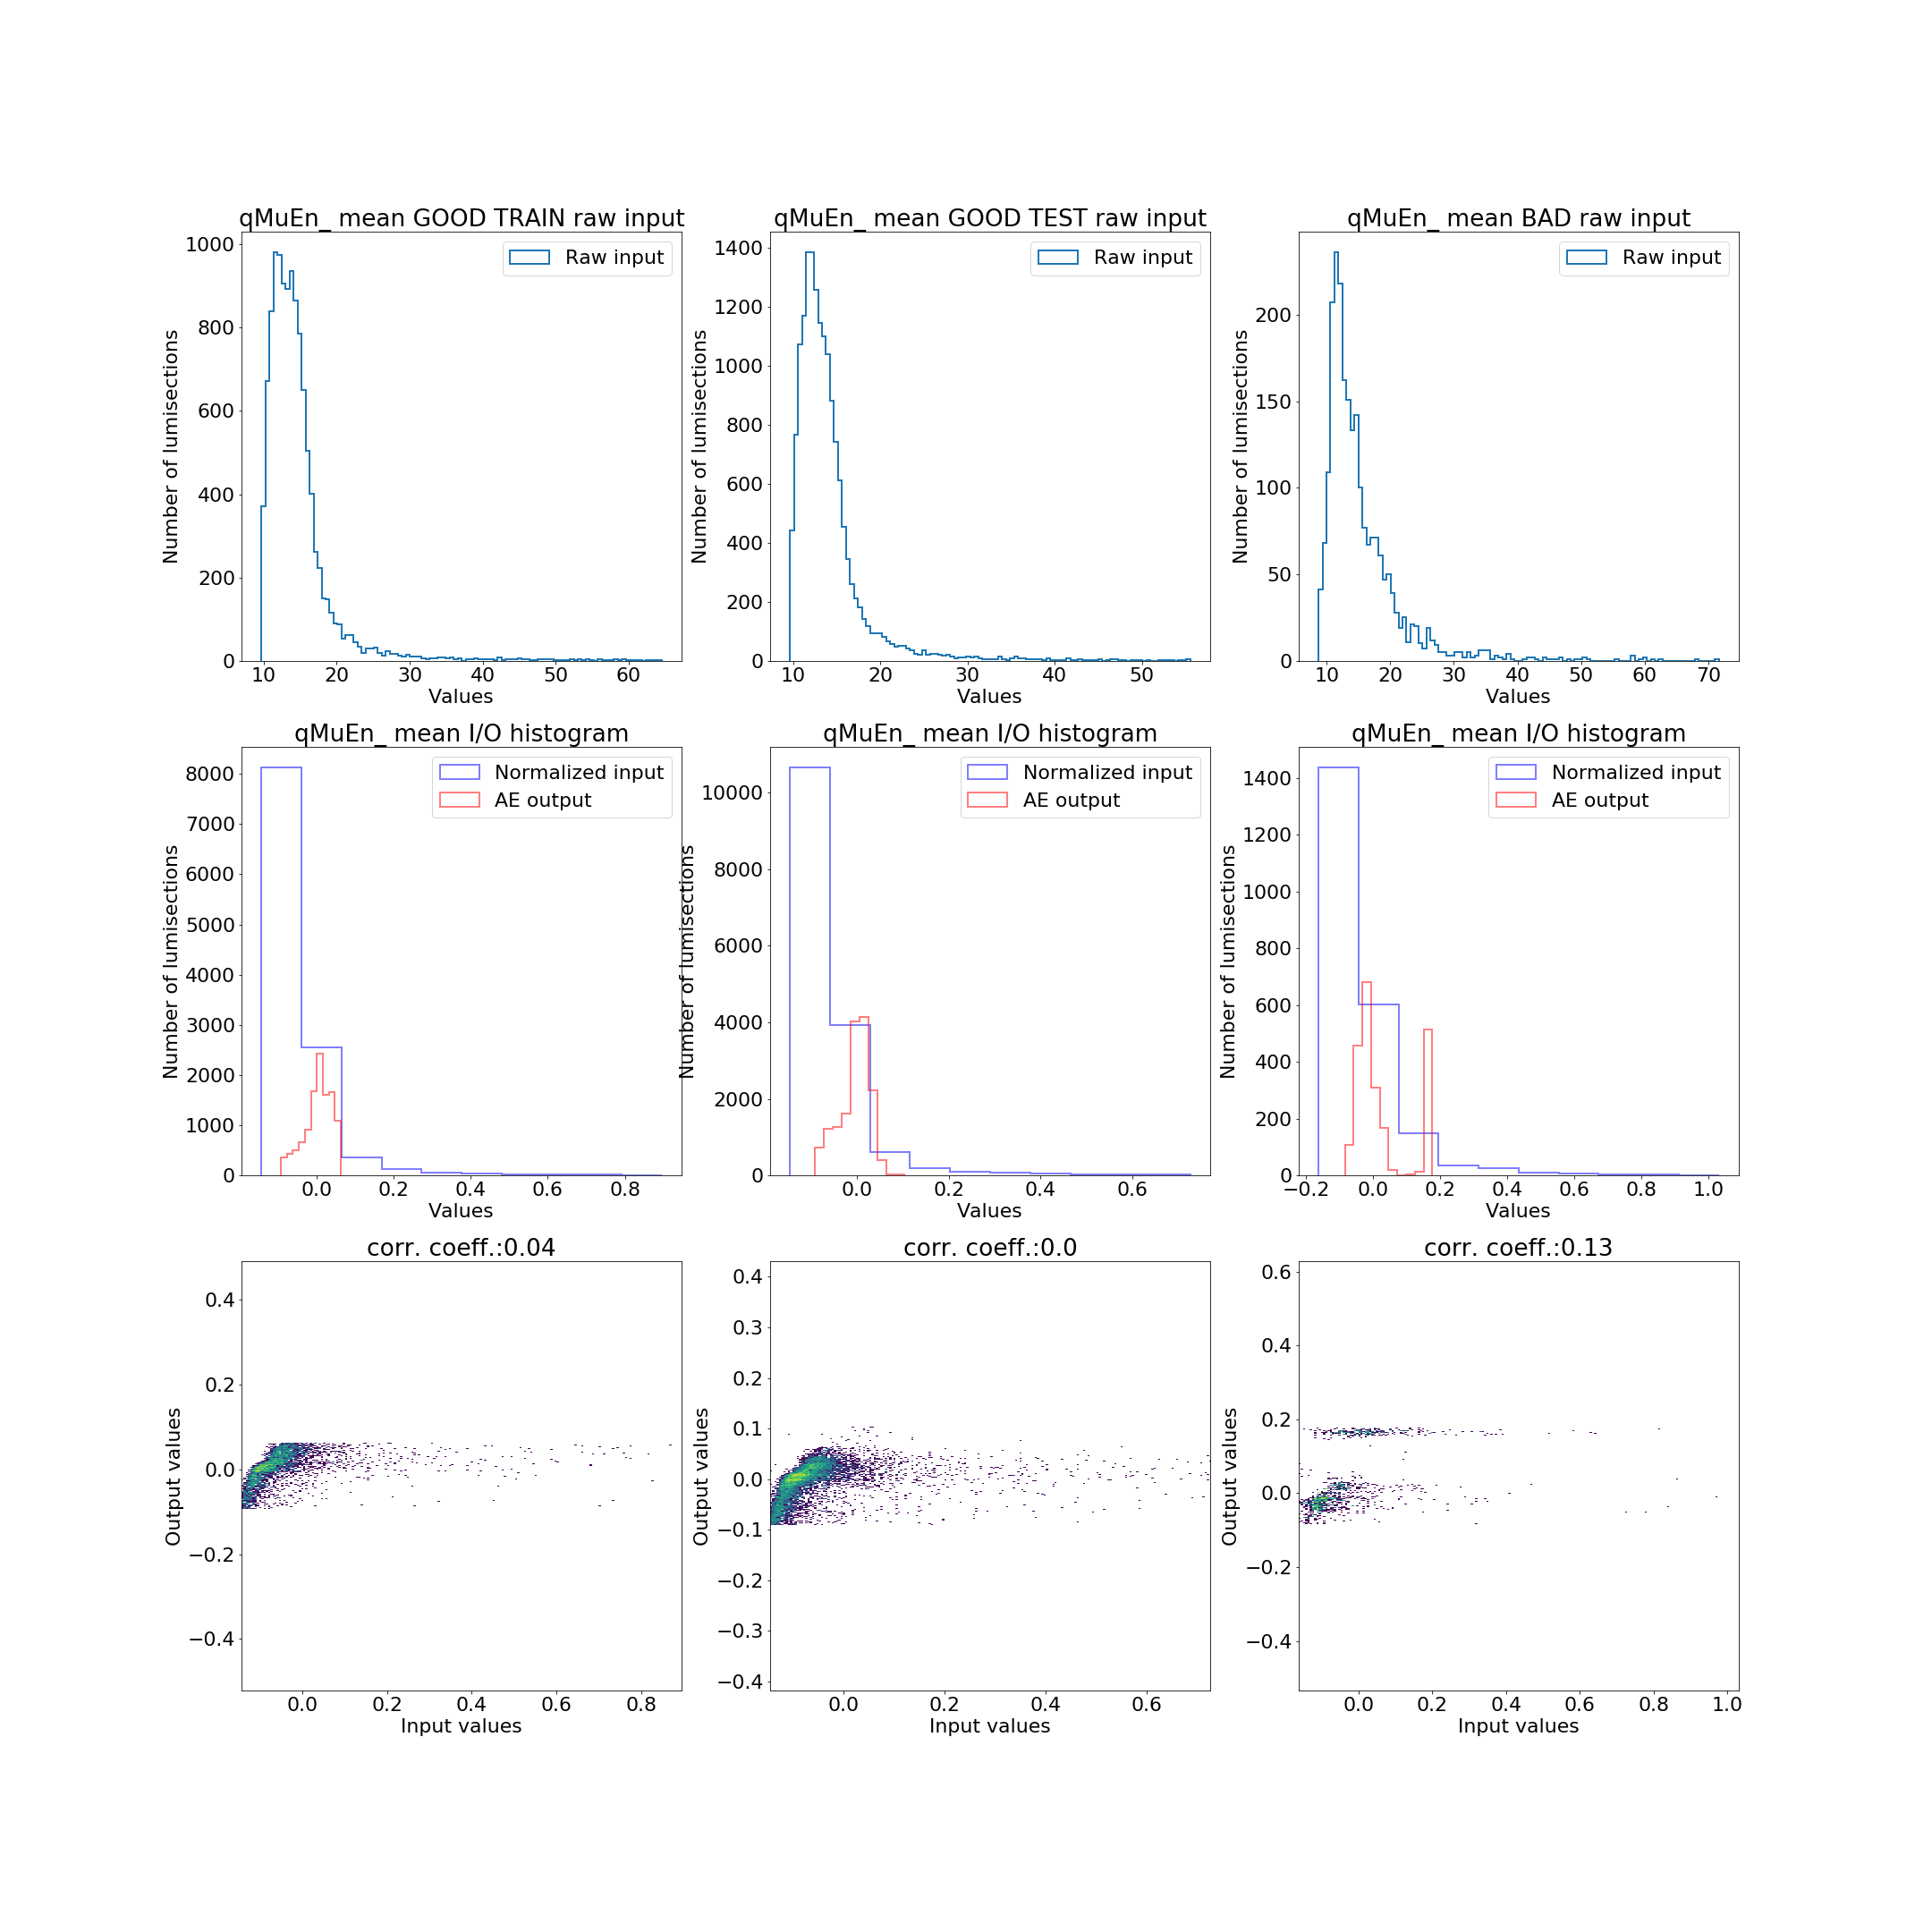 qMuEn_ mean GOOD TRAIN raw input
Number of lumisections
1000
800
600
400
200
0
Raw input
10 20 30 40 50 60
Values
qMuEn_ mean GOOD TEST raw input
Number of lumisections
1400
1200
1000
800
600
400
200
0
Raw input
10 20 30 40 50
Values
qMuEn_ mean BAD raw input
Number of lumisections
200
150
100
50
0
Raw input
10 20 30 40 50 60 70
Values
qMuEn_ mean I/O histogram
Number of lumisections
8000
7000
6000
5000
4000
3000
2000
1000
0
Normalized input
AE output
0.0 0.2 0.4 0.6 0.8
Values
qMuEn_ mean I/O histogram
Number of lumisections
10000
8000
6000
4000
2000
0
Normalized input
AE output
0.0 0.2 0.4 0.6
Values
qMuEn_ mean I/O histogram
Number of lumisections
1400
1200
1000
800
600
400
200
0
Normalized input
AE output
−0.2 0.0 0.2 0.4 0.6 0.8 1.0
Values
corr. coeff.:0.04
Output values
0.4
0.2
0.0
−0.2
−0.4
0.0 0.2 0.4 0.6 0.8
Input values
corr. coeff.:0.0
Output values
0.4
0.3
0.2
0.1
0.0
−0.1
−0.2
−0.3
−0.4
0.0 0.2 0.4 0.6
Input values
corr. coeff.:0.13
Output values
0.6
0.4
0.2
0.0
−0.2
−0.4
0.0 0.2 0.4 0.6 0.8 1.0
Input values